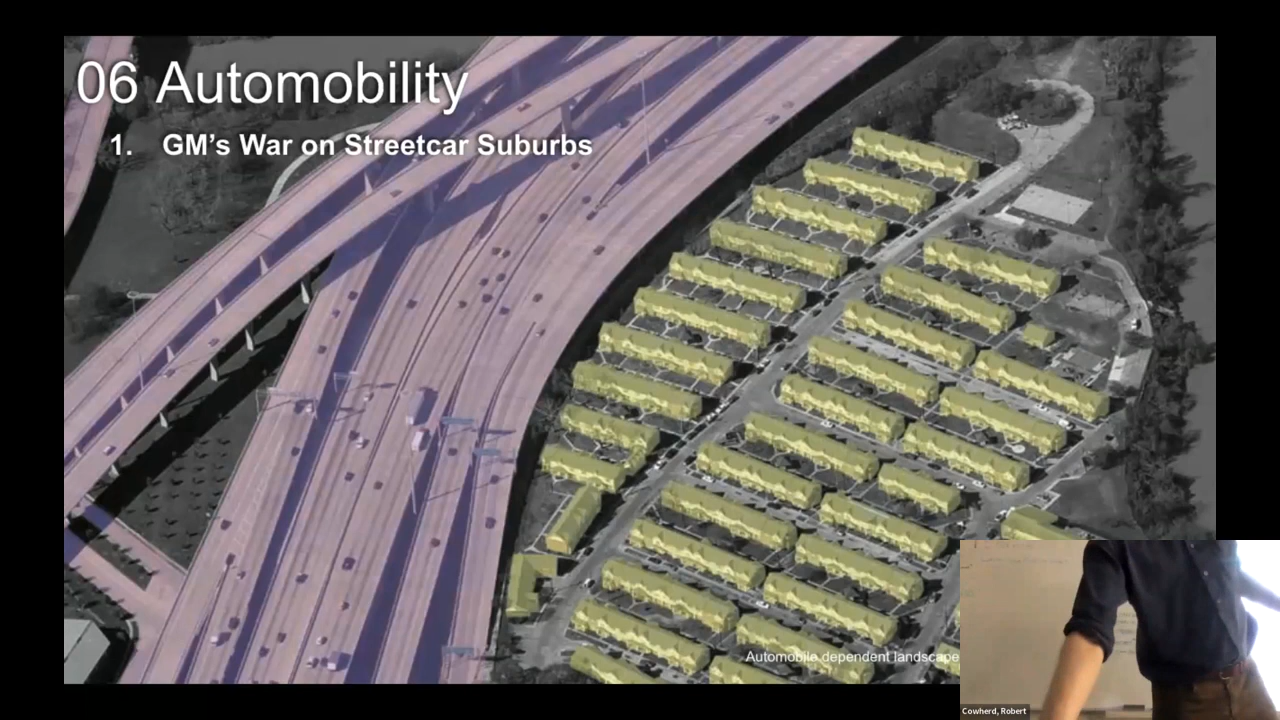 06 Automobility
1. GM's War on Streetcar Suburbs
Automobile dependent landscape
Cowherd, Robert